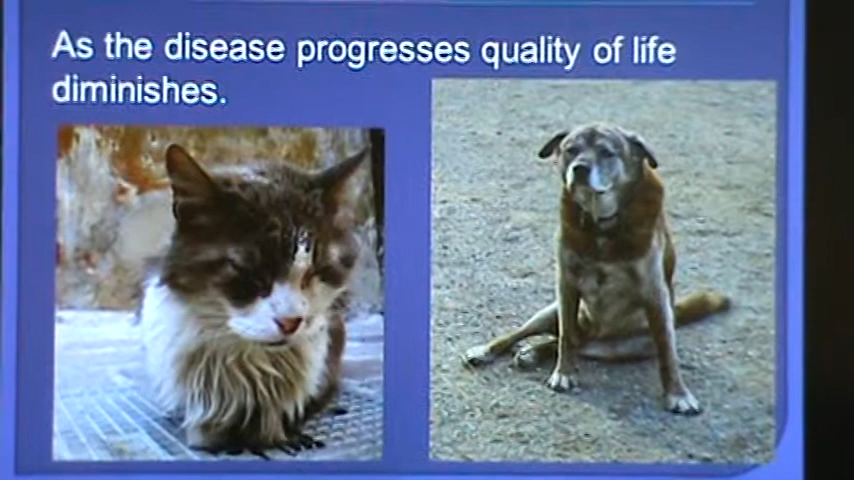 As the disease progresses quality of life
diminishes.